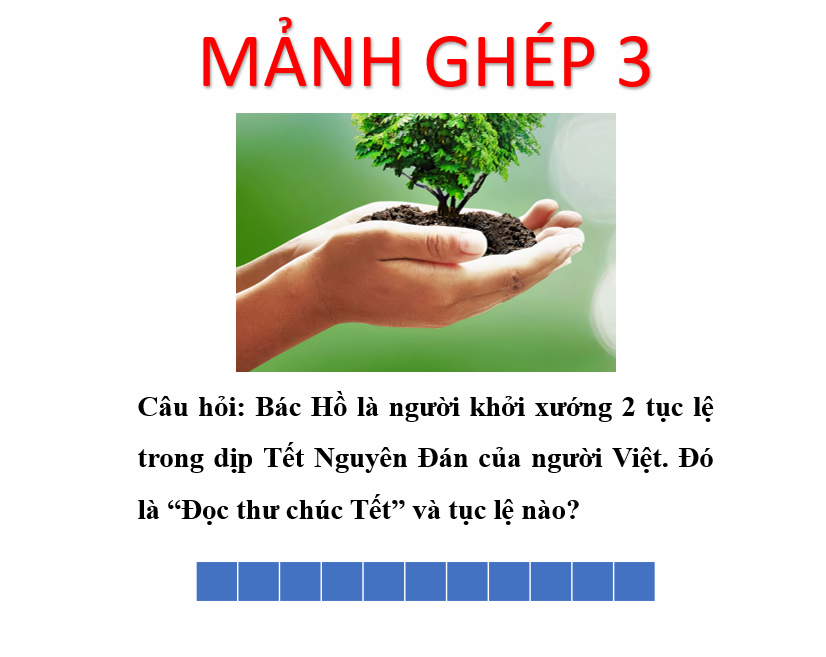 MẢNH GHÉP 3
Câu hỏi: Bác Hồ là người khởi xướng 2 tục lệ
trong dịp Tết Nguyên Đán của người Việt. Đó
là “Đọc thư chúc Tết” và tục lệ nào?